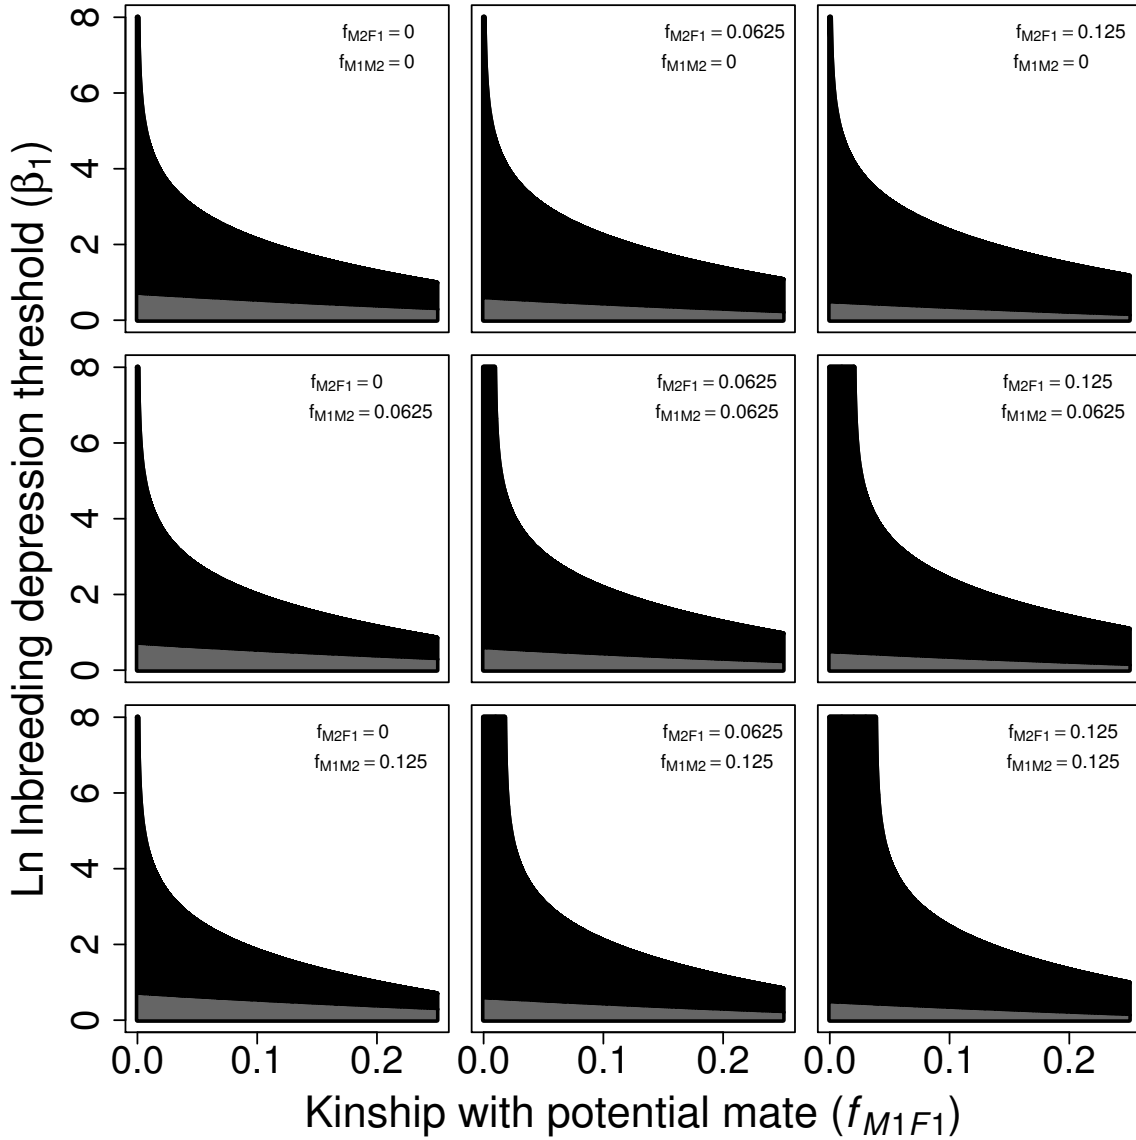 Ln Inbreeding depression threshold (β1)
8
6
4
2
0
fM2F1 = 0
fM1M2 = 0
fM2F1 = 0.0625
fM1M2 = 0
fM2F1 = 0.125
fM1M2 = 0
8
6
4
2
0
fM2F1 = 0
fM1M2 = 0.0625
fM2F1 = 0.0625
fM1M2 = 0.0625
fM2F1 = 0.125
fM1M2 = 0.0625
8
6
4
2
0
fM2F1 = 0
fM1M2 = 0.125
fM2F1 = 0.0625
fM1M2 = 0.125
fM2F1 = 0.125
fM1M2 = 0.125
0.0 0.1 0.2
0.0 0.1 0.2
0.0 0.1 0.2
Kinship with potential mate (fM1F1)